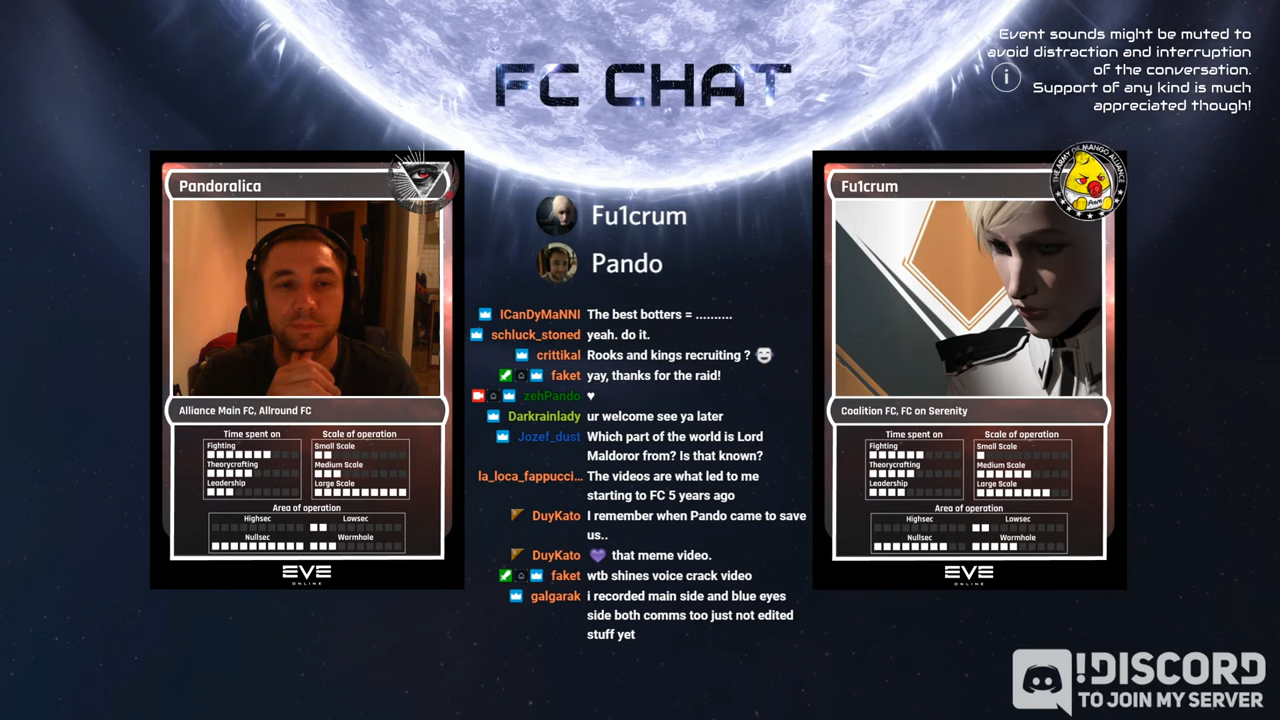 Event sounds might be muted to
avoid distraction and interruption
of the conversation.
Support of any kind is much
appreciated though!
FC CHAT
Pandoralica
Alliance Main FC, Allround FC
Time spent on
Scale of operation
Fighting
Small Scale
Theorycrafting
Medium Scale
Leadership
Large Scale
Area of operation
Highsec
Lowsec
Nullsec
Wormhole
EVE
ONLINE
Fu1crum
Pando
ICanDyMaNNI The best botters = ..........
schluck_stoned yeah. do it.
crittikal Rooks and kings recruiting ?
faket yay, thanks for the raid!
zehPando ♥
Darkrainlady ur welcome see ya later
Jozef_dust Which part of the world is Lord
Maldoror from? Is that known?
la_loca_fappucci... The videos are what led to me
starting to FC 5 years ago
DuyKato I remember when Pando came to save
us..
DuyKato 💜 that meme video.
faket wtb shines voice crack video
galgarak i recorded main side and blue eyes
side both comms too just not edited
stuff yet
THE ARMY OF MANGO ALLIANCE
Fu1crum
Coalition FC, FC on Serenity
Time spent on
Scale of operation
Fighting
Small Scale
Theorycrafting
Medium Scale
Leadership
Large Scale
Area of operation
Highsec
Lowsec
Nullsec
Wormhole
EVE
ONLINE
!DISCORD
TO JOIN MY SERVER